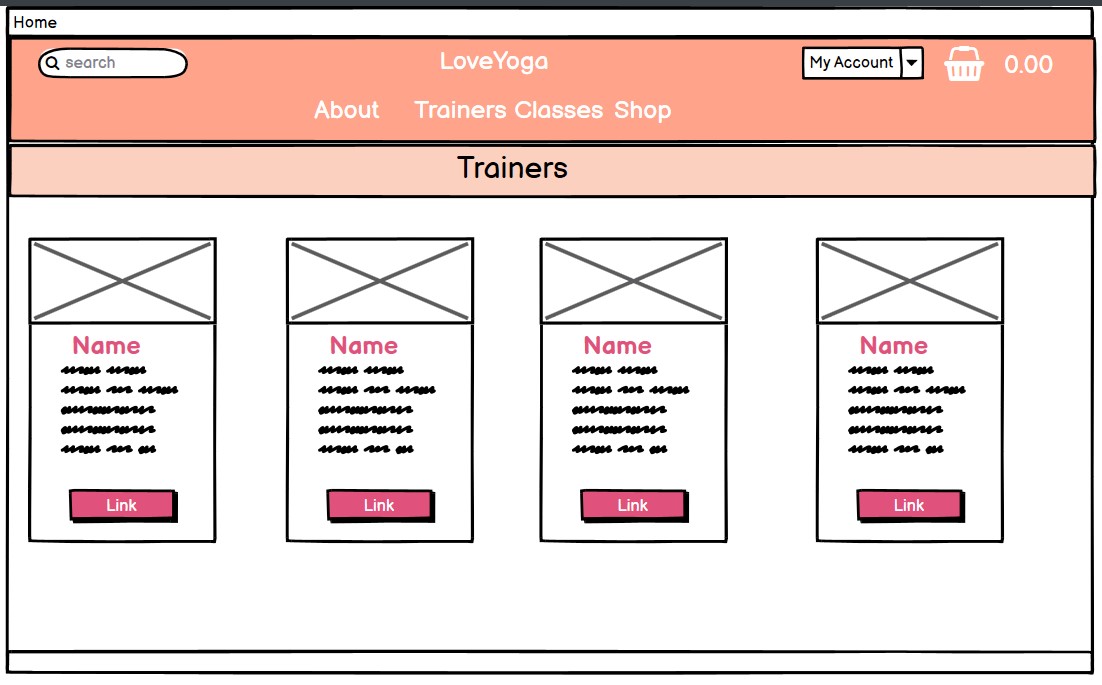 Home
search LoveYoga My Account 0.00
About Trainers Classes Shop
Trainers
Name Name Name Name
Link Link Link Link